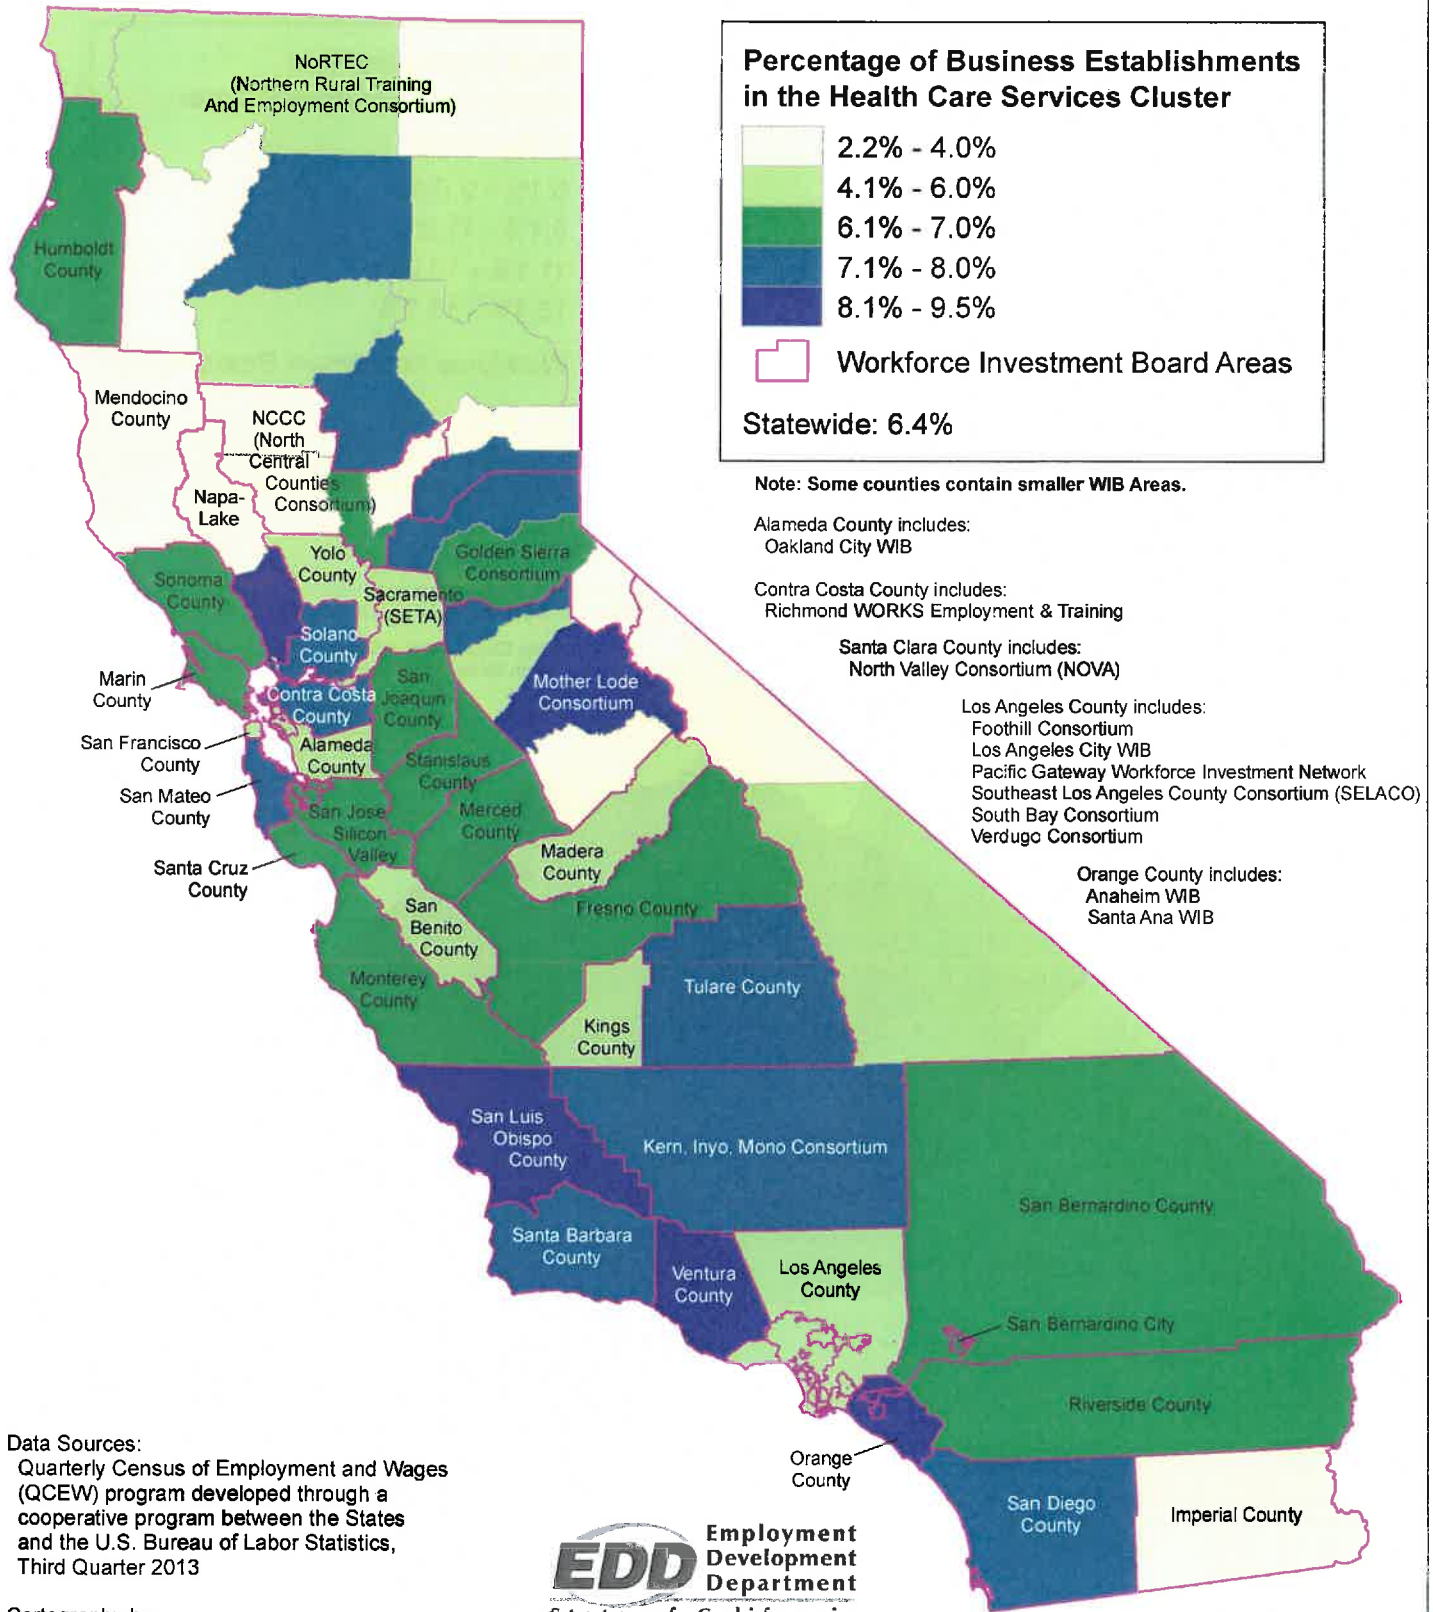 Percentage of Business Establishments
in the Health Care Services Cluster
2.2% - 4.0%
4.1% - 6.0%
6.1% - 7.0%
7.1% - 8.0%
8.1% - 9.5%
Workforce Investment Board Areas
Statewide: 6.4%
Note: Some counties contain smaller WIB Areas.
Alameda County includes:
Oakland City WIB
Contra Costa County includes:
Richmond WORKS Employment & Training
Santa Clara County includes:
North Valley Consortium (NOVA)
Los Angeles County includes:
Foothill Consortium
Los Angeles City WIB
Pacific Gateway Workforce Investment Network
Southeast Los Angeles County Consortium (SELACO)
South Bay Consortium
Verdugo Consortium
Orange County includes:
Anaheim WIB
Santa Ana WIB
NoRTEC
(Northern Rural Training
And Employment Consortium)
Humboldt
County
Mendocino
County
NCCC
(North
Central
Counties
Consortium)
Napa-
Lake
Yolo
County
Golden Sierra
Consortium
Sonoma
County
Sacramento
(SETA)
Solano
County
Marin
County
Contra Costa
County
San
Joaquin
County
Mother Lode
Consortium
San Francisco
County
Alameda
County
Stanislaus
County
San Mateo
County
San Jose
Silicon
Valley
Merced
County
Santa Cruz
County
Madera
County
San
Benito
County
Fresno County
Monterey
County
Tulare County
Kings
County
San Luis
Obispo
County
Kern, Inyo, Mono Consortium
San Bernardino County
Santa Barbara
County
Ventura
County
Los Angeles
County
San Bernardino City
Riverside County
Orange
County
San Diego
County
Imperial County
Data Sources:
Quarterly Census of Employment and Wages
(QCEW) program developed through a
cooperative program between the States
and the U.S. Bureau of Labor Statistics,
Third Quarter 2013
EDD
Employment
Development
Department